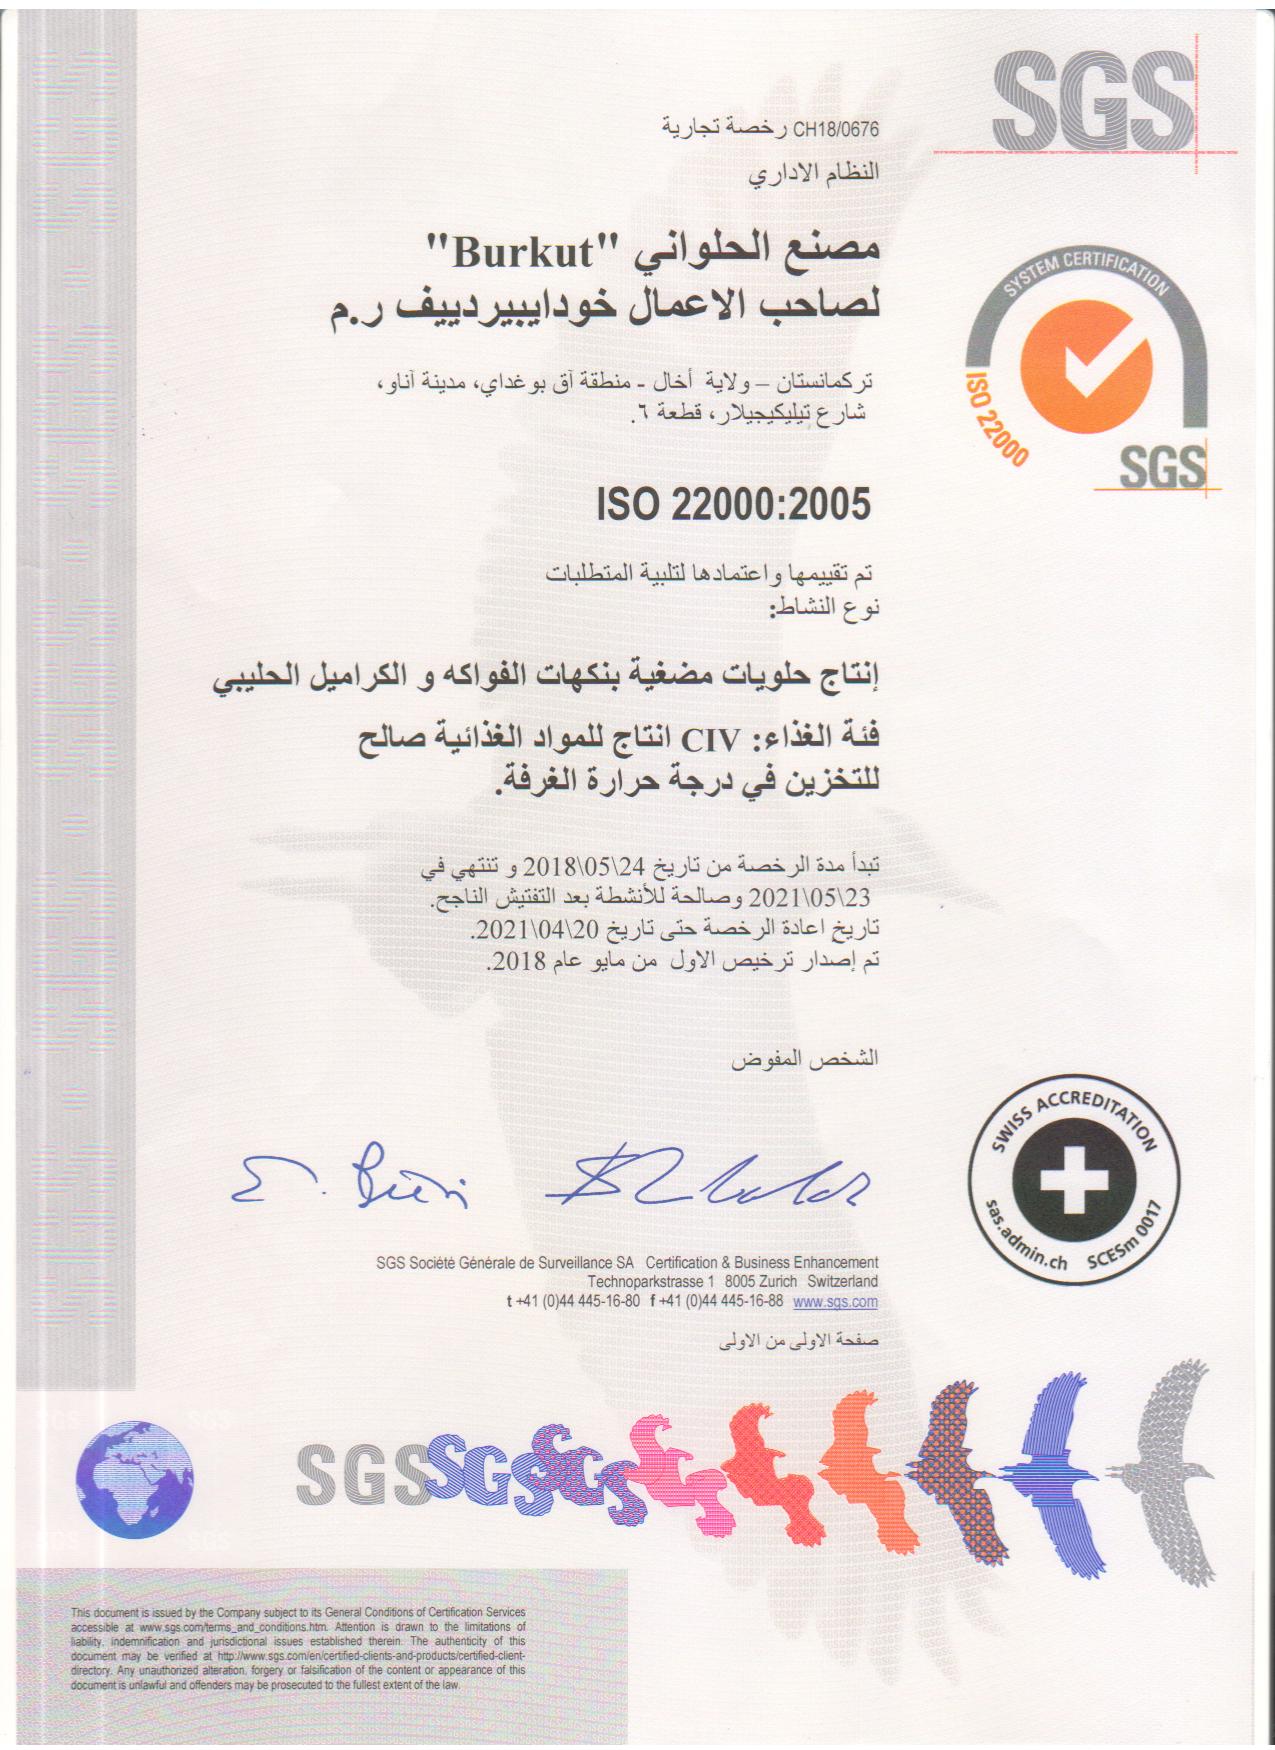 SGS
CH18/0676 رخصة تجارية
النظام الاداري
مصنع الحلواني "Burkut"
لصاحب الاعمال خودايبيردييف ر.م
تركمانستان – ولاية أخال - منطقة آق بوغداي، مدينة آناو،
شارع تيليكيجيلار، قطعة ٦.
SYSTEM CERTIFICATION
ISO 22000
SGS
ISO 22000:2005
تم تقييمها واعتمادها لتلبية المتطلبات
نوع النشاط:
إنتاج حلويات مضغية بنكهات الفواكه و الكراميل الحليبي
فئة الغذاء: CIV انتاج للمواد الغذائية صالح
للتخزين في درجة حرارة الغرفة.
تبدأ مدة الرخصة من تاريخ 24\05\2018 و تنتهي في
23\05\2021 وصالحة للأنشطة بعد التفتيش الناجح.
تاريخ اعادة الرخصة حتى تاريخ 20\04\2021.
تم إصدار ترخيص الاول من مايو عام 2018.
الشخص المفوض
SWISS ACCREDITATION
sas.admin.ch SCESm 0017
SGS Société Générale de Surveillance SA Certification & Business Enhancement
Technoparkstrasse 1 8005 Zurich Switzerland
t +41 (0)44 445-16-80 f +41 (0)44 445-16-88 www.sgs.com
صفحة الاولى من الاولى
SGS SGS SGS
This document is issued by the Company subject to its General Conditions of Certification Services
accessible at www.sgs.com/terms_and_conditions.htm. Attention is drawn to the limitations of
liability, indemnification and jurisdictional issues established therein. The authenticity of this
document may be verified at http://www.sgs.com/en/certified-clients-and-products/certified-client-
directory. Any unauthorized alteration, forgery or falsification of the content or appearance of this
document is unlawful and offenders may be prosecuted to the fullest extent of the law.